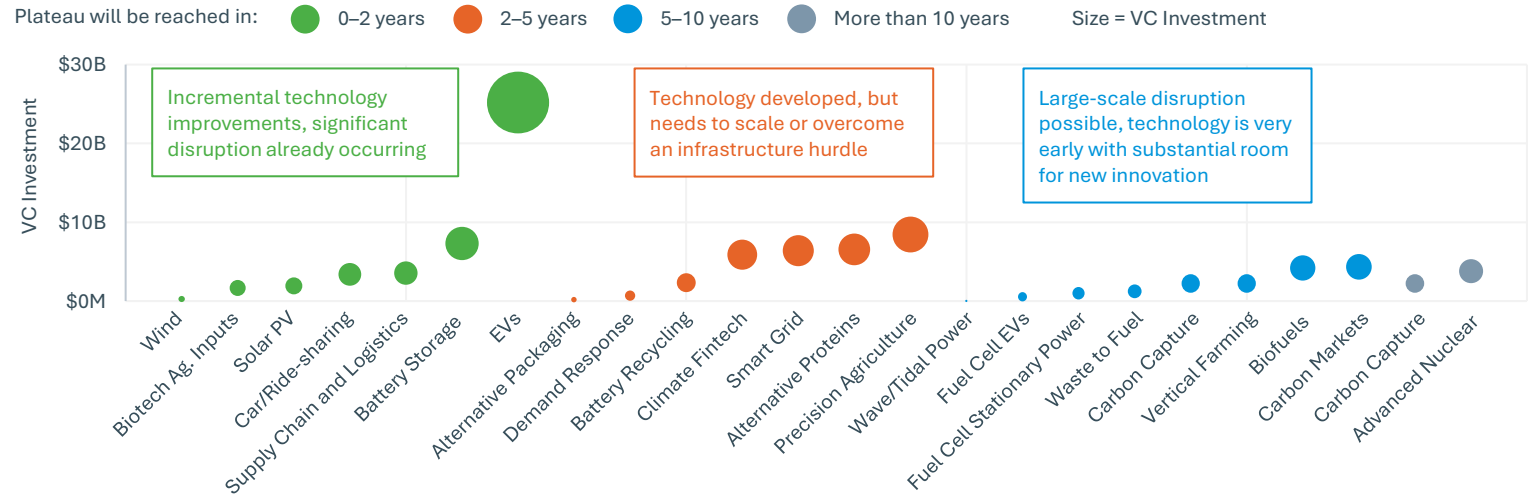 Plateau will be reached in: 0–2 years 2–5 years 5–10 years More than 10 years Size = VC Investment
$30B
$20B
$10B
$0M
VC Investment
Incremental technology
improvements, significant
disruption already occurring
Technology developed, but
needs to scale or overcome
an infrastructure hurdle
Large-scale disruption
possible, technology is very
early with substantial room
for new innovation
Wind
Biotech Ag. Inputs
Solar PV
Car/Ride-sharing
Supply Chain and Logistics
Battery Storage
EVs
Alternative Packaging
Demand Response
Battery Recycling
Climate Fintech
Smart Grid
Alternative Proteins
Precision Agriculture
Wave/Tidal Power
Fuel Cell EVs
Fuel Cell Stationary Power
Waste to Fuel
Carbon Capture
Vertical Farming
Biofuels
Carbon Markets
Carbon Capture
Advanced Nuclear